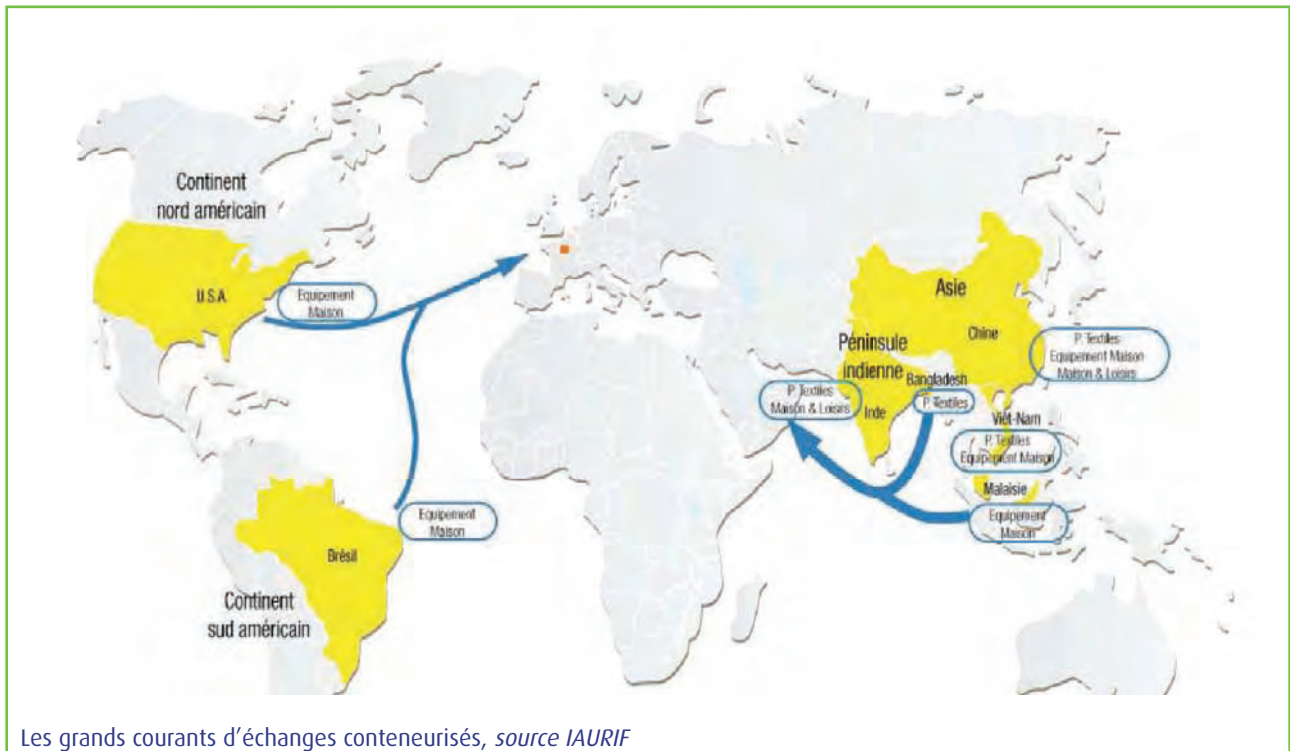 Continent
nord américain
U.S.A.
Equipement
Maison
Brésil
Equipement
Maison
Continent
sud américain
Asie
Chine
P. Textiles
Equipement Maison
Maison & Loisirs
Péninsule
indienne
Bangladesh
P. Textiles
Maison & Loisirs
Inde
P. Textiles
Viêt-Nam
P. Textiles
Equipement Maison
Malaisie
Equipement
Maison
Les grands courants d'échanges conteneurisés, source IAURIF